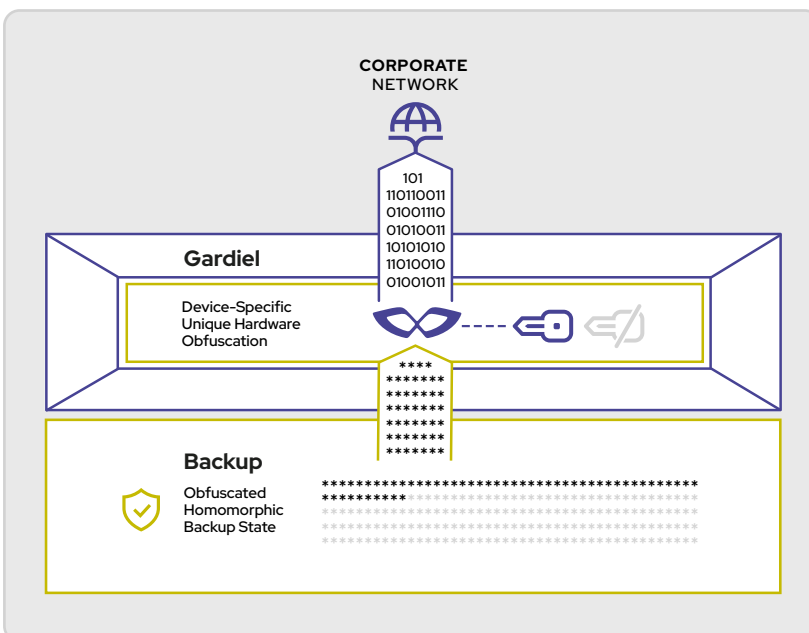 CORPORATE
NETWORK
101
110110011
01001110
01010011
10101010
11010010
01001011
Gardiel
Device-Specific
Unique Hardware
Obfuscation
****
*******
*******
*******
*******
*******
*******
Backup
Obfuscated
Homomorphic
Backup State
********************************************
********************************************
********************************************
********************************************
********************************************